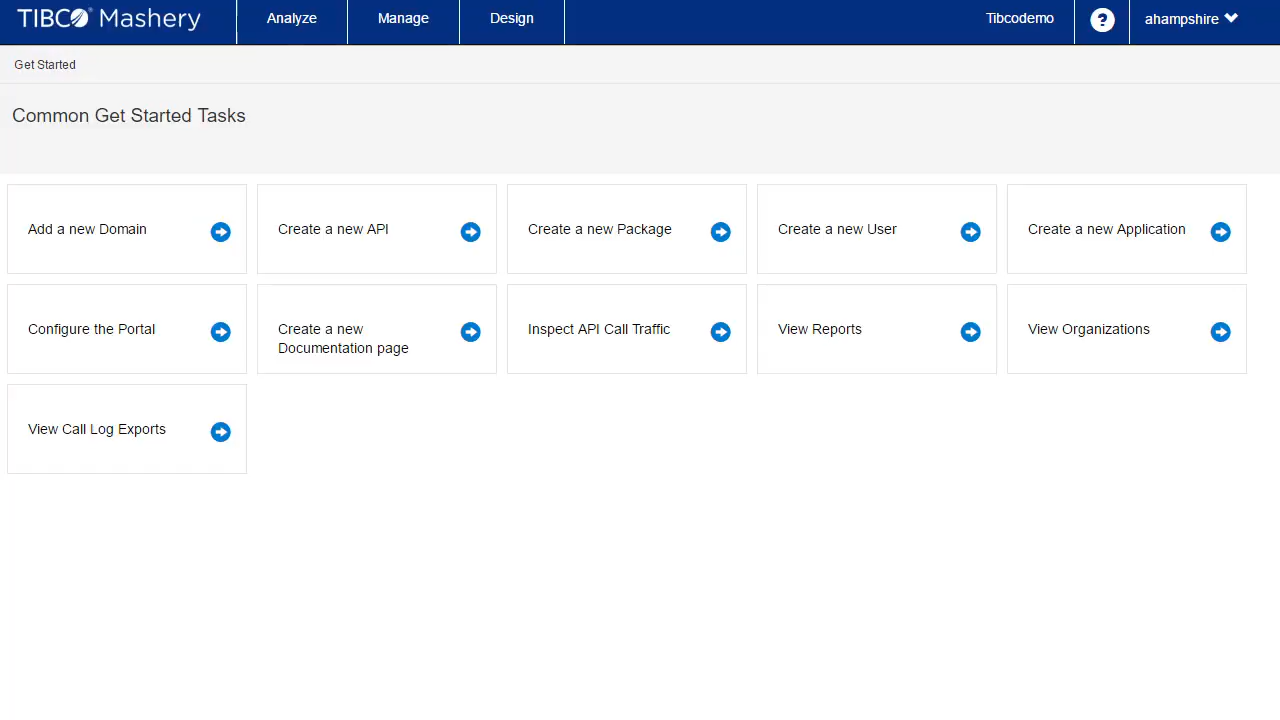 TIBCO® Mashery
Analyze
Manage
Design
Tibcodemo
?
ahampshire
Get Started
Common Get Started Tasks
Add a new Domain
Create a new API
Create a new Package
Create a new User
Create a new Application
Configure the Portal
Create a new
Documentation page
Inspect API Call Traffic
View Reports
View Organizations
View Call Log Exports